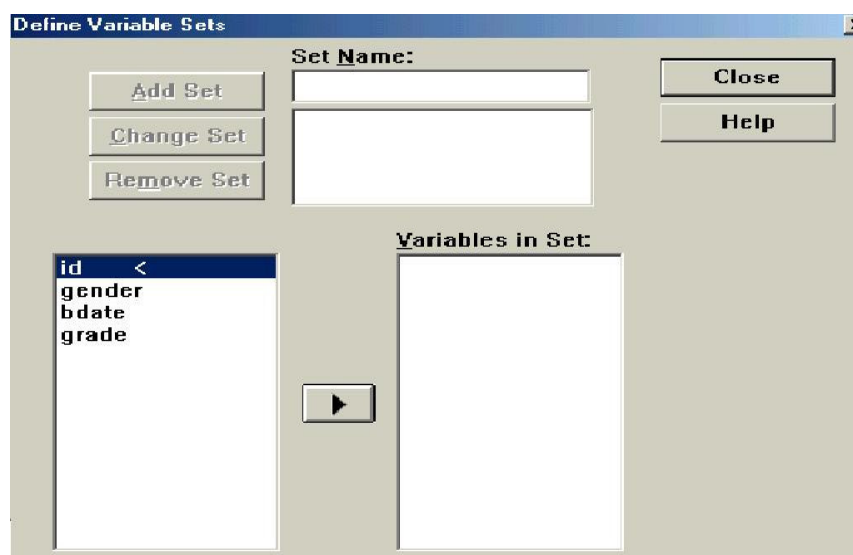 Define Variable Sets
Set Name:
Add Set
Change Set
Remove Set
Close
Help
id <
gender
bdate
grade
Variables in Set: